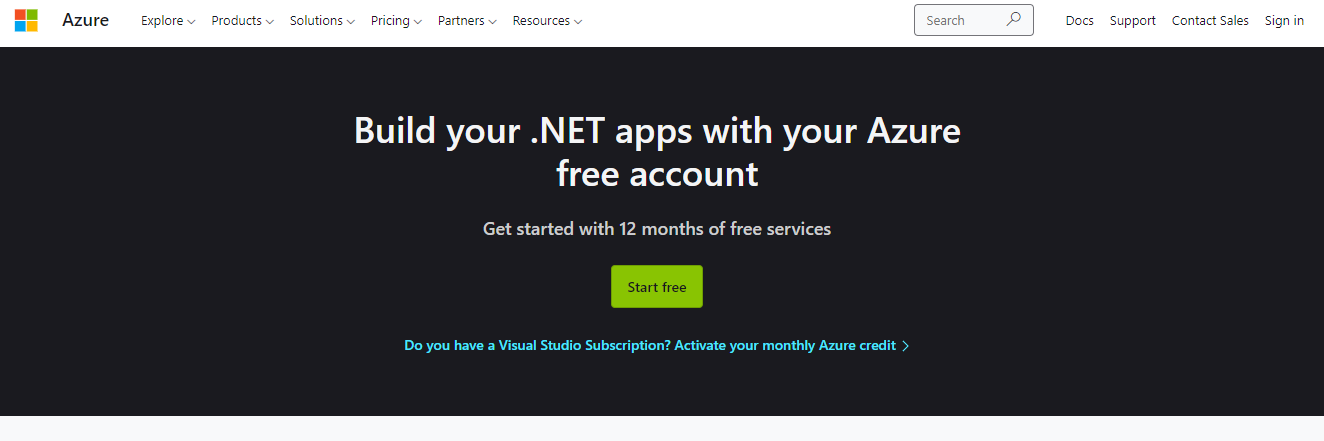 Azure Explore Products Solutions Pricing Partners Resources Search Docs Support Contact Sales Sign in
Build your .NET apps with your Azure
free account
Get started with 12 months of free services
Start free
Do you have a Visual Studio Subscription? Activate your monthly Azure credit